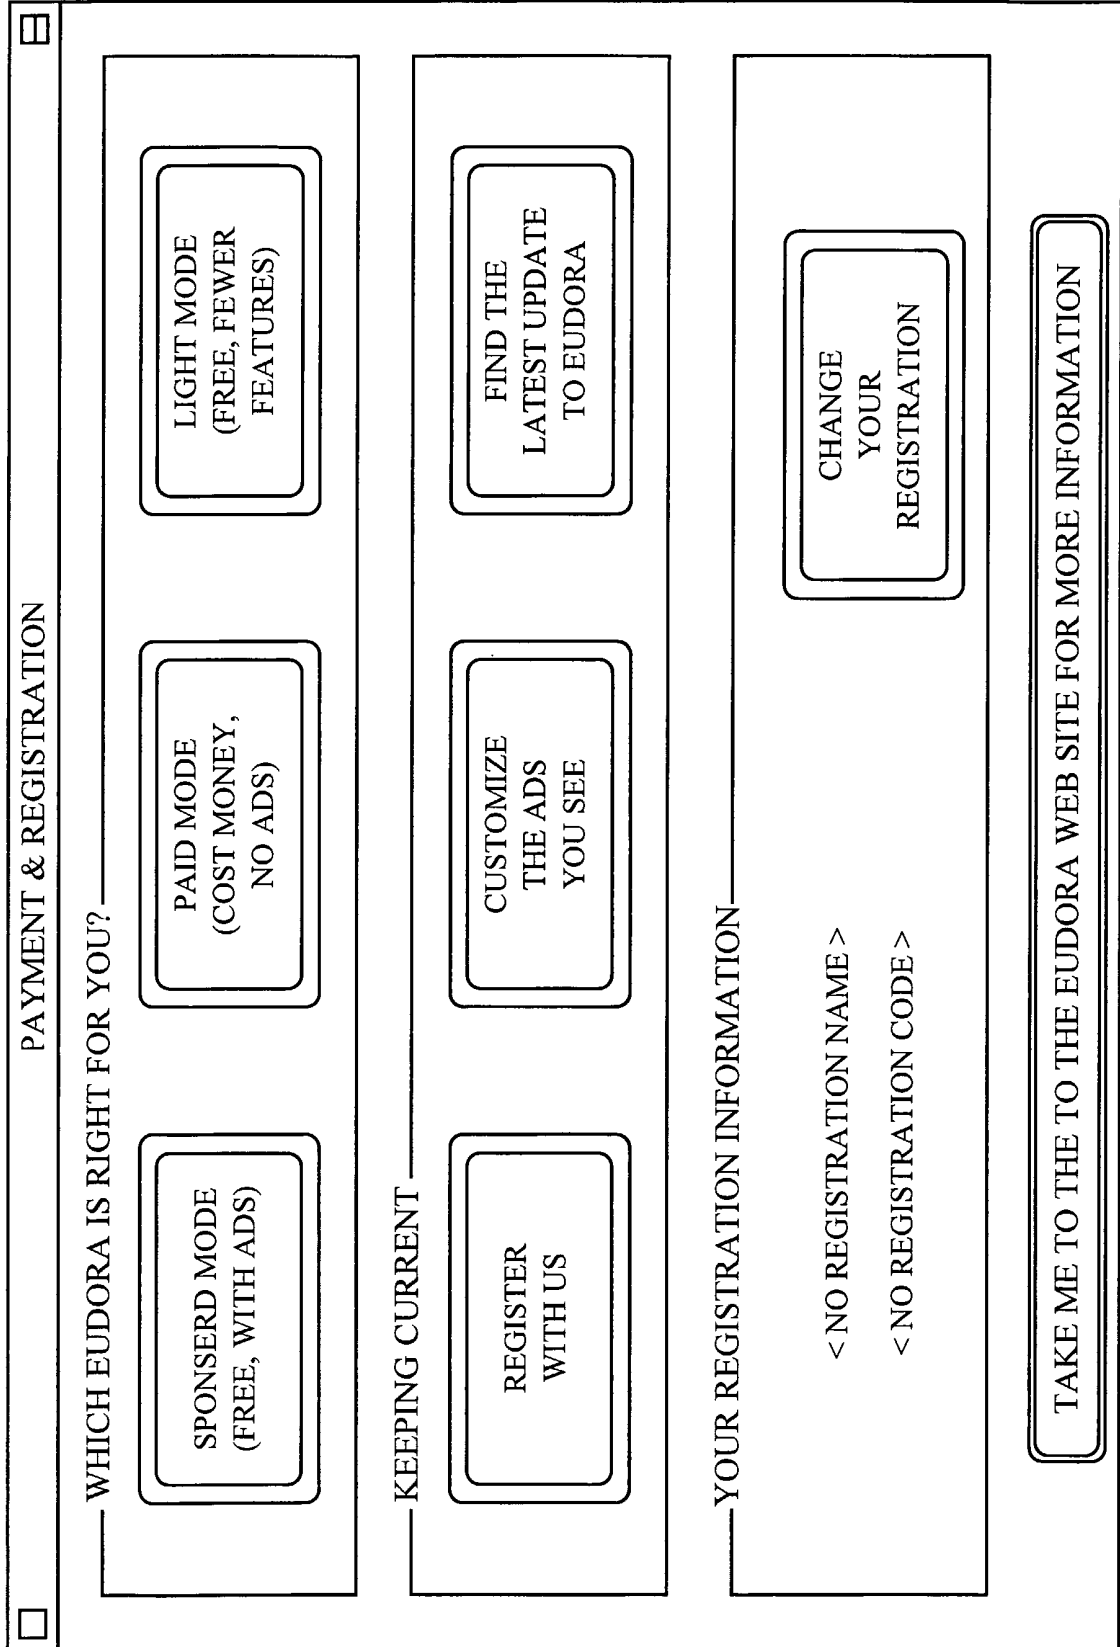 PAYMENT & REGISTRATION
WHICH EUDORA IS RIGHT FOR YOU?
SPONSERD MODE
(FREE, WITH ADS)
PAID MODE
(COST MONEY,
NO ADS)
LIGHT MODE
(FREE, FEWER
FEATURES)
KEEPING CURRENT
REGISTER
WITH US
CUSTOMIZE
THE ADS
YOU SEE
FIND THE
LATEST UPDATE
TO EUDORA
YOUR REGISTRATION INFORMATION
< NO REGISTRATION NAME >
< NO REGISTRATION CODE >
CHANGE
YOUR
REGISTRATION
TAKE ME TO THE TO THE EUDORA WEB SITE FOR MORE INFORMATION